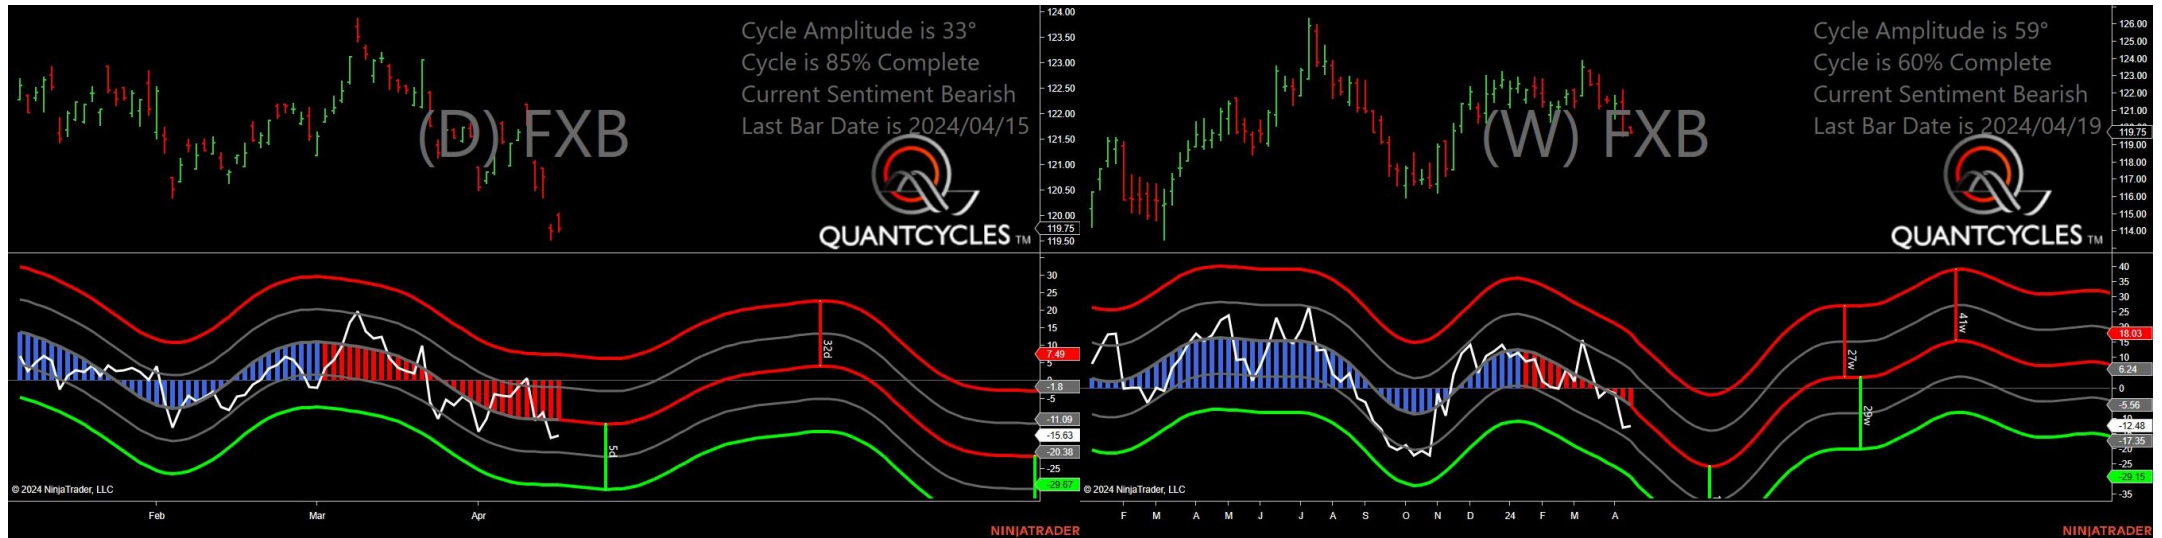 Cycle Amplitude is 33°
Cycle is 85% Complete
Current Sentiment Bearish
Last Bar Date is 2024/04/15
(D) FXB
QUANTCYCLES TM
124.00
123.50
123.00
122.50
122.00
121.50
121.00
120.50
120.00
119.75
119.50
30
25
20
15
10
7.49
5
-1.8
-5
-11.09
-15.63
-20.38
-25
-29.67
32d
5d
© 2024 NinjaTrader, LLC
Feb
Mar
Apr
NINJATRADER
Cycle Amplitude is 59°
Cycle is 60% Complete
Current Sentiment Bearish
Last Bar Date is 2024/04/19
(W) FXB
QUANTCYCLES TM
126.00
125.00
124.00
123.00
122.00
121.00
119.75
119.00
118.00
117.00
116.00
115.00
114.00
40
35
30
25
18.03
15
10
6.24
0
-5.56
-12.48
-17.35
-20
-25
-29.15
-35
27w
29w
41w
© 2024 NinjaTrader, LLC
F
M
A
M
J
J
A
S
O
N
D
24
F
M
A
NINJATRADER